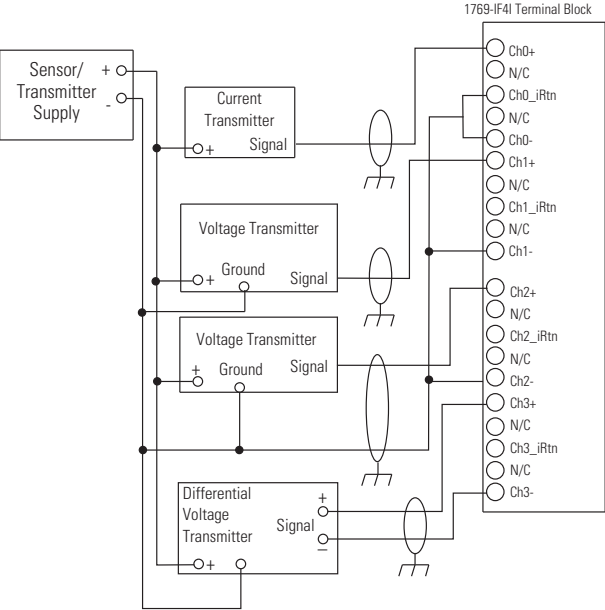 1769-IF4I Terminal Block
Sensor/
Transmitter
Supply
+
-
Current
Transmitter
Signal
+
Voltage Transmitter
Ground
Signal
+
Voltage Transmitter
+
Ground
Signal
Differential
Voltage
Transmitter
Signal
+
–
+
Ch0+
N/C
Ch0_iRtn
N/C
Ch0-
Ch1+
N/C
Ch1_iRtn
N/C
Ch1-
Ch2+
N/C
Ch2_iRtn
N/C
Ch2-
Ch3+
N/C
Ch3_iRtn
N/C
Ch3-